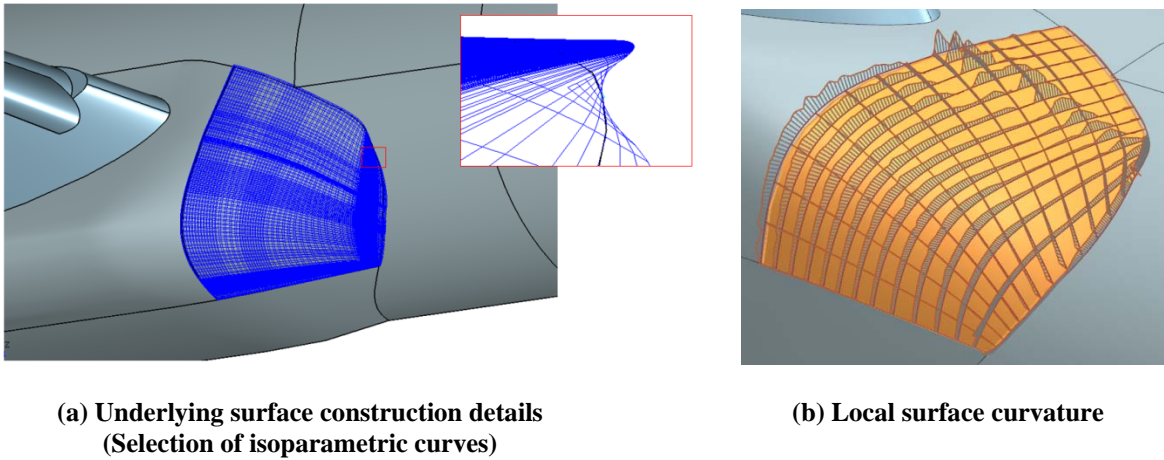 z
(a) Underlying surface construction details
(Selection of isoparametric curves)
(b) Local surface curvature